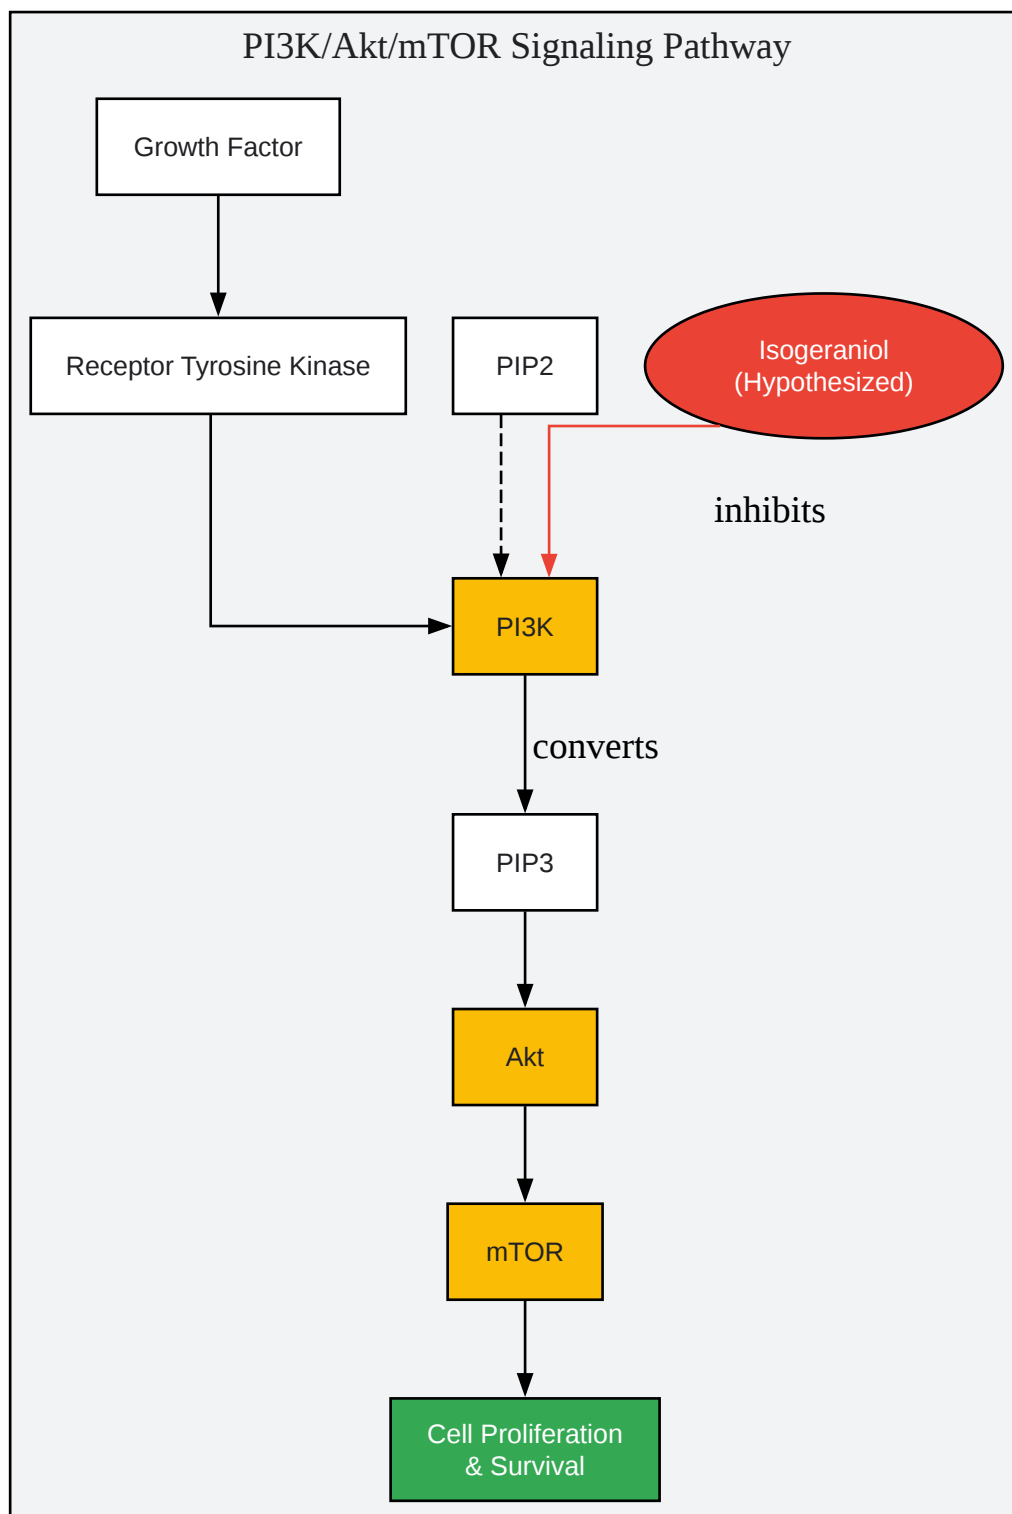 PI3K/Akt/mTOR Signaling Pathway
Growth Factor
Receptor Tyrosine Kinase
PIP2
Isogeraniol
(Hypothesized)
inhibits
PI3K
converts
PIP3
Akt
mTOR
Cell Proliferation
& Survival